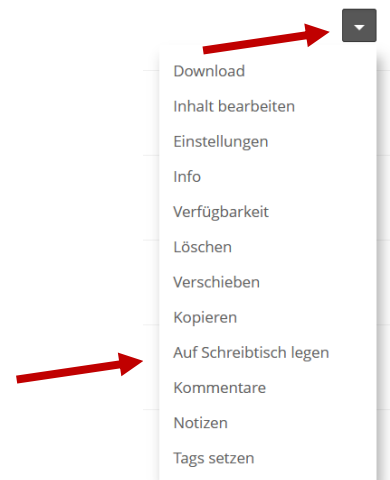 Download
Inhalt bearbeiten
Einstellungen
Info
Verfügbarkeit
Löschen
Verschieben
Kopieren
Auf Schreibtisch legen
Kommentare
Notizen
Tags setzen